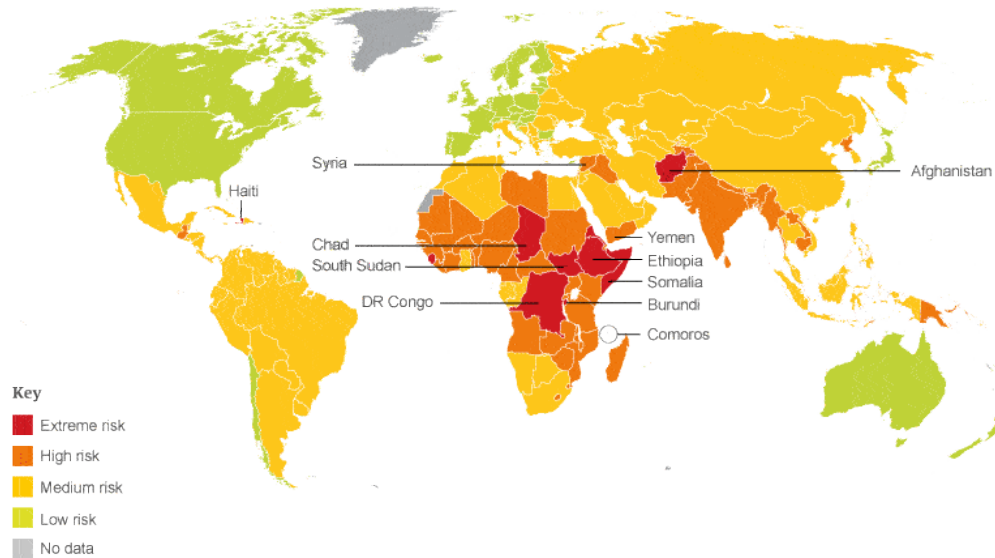 Syria
Afghanistan
Haiti
Yemen
Chad
Ethiopia
South Sudan
Somalia
DR Congo
Burundi
Comoros
Key
Extreme risk
High risk
Medium risk
Low risk
No data